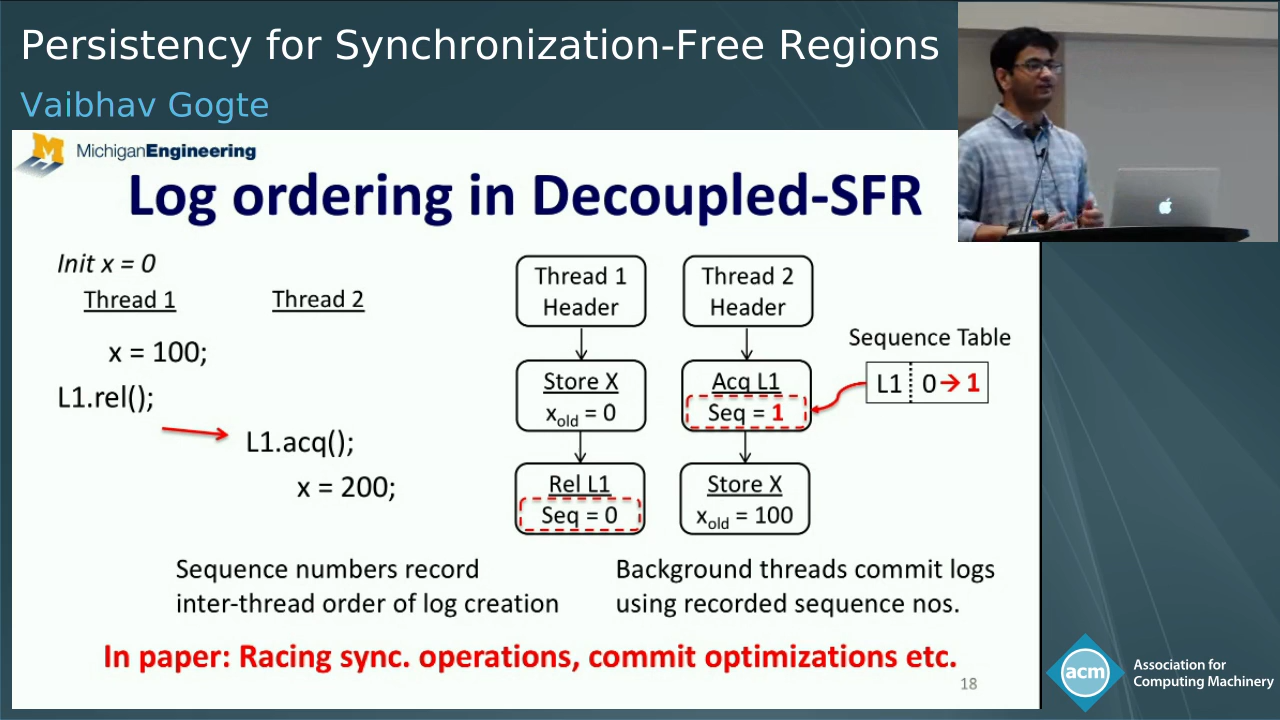 Persistency for Synchronization-Free Regions
Vaibhav Gogte
M MichiganEngineering
Log ordering in Decoupled-SFR
Init x = 0
Thread 1
Thread 2
x = 100;
L1.rel();
L1.acq();
x = 200;
Thread 1
Header
Store X
xold = 0
Rel L1
Seq = 0
Thread 2
Header
Acq L1
Seq = 1
Store X
xold = 100
Sequence Table
L1 0→1
Sequence numbers record
inter-thread order of log creation
Background threads commit logs
using recorded sequence nos.
In paper: Racing sync. operations, commit optimizations etc.
18
acm
Association for
Computing Machinery